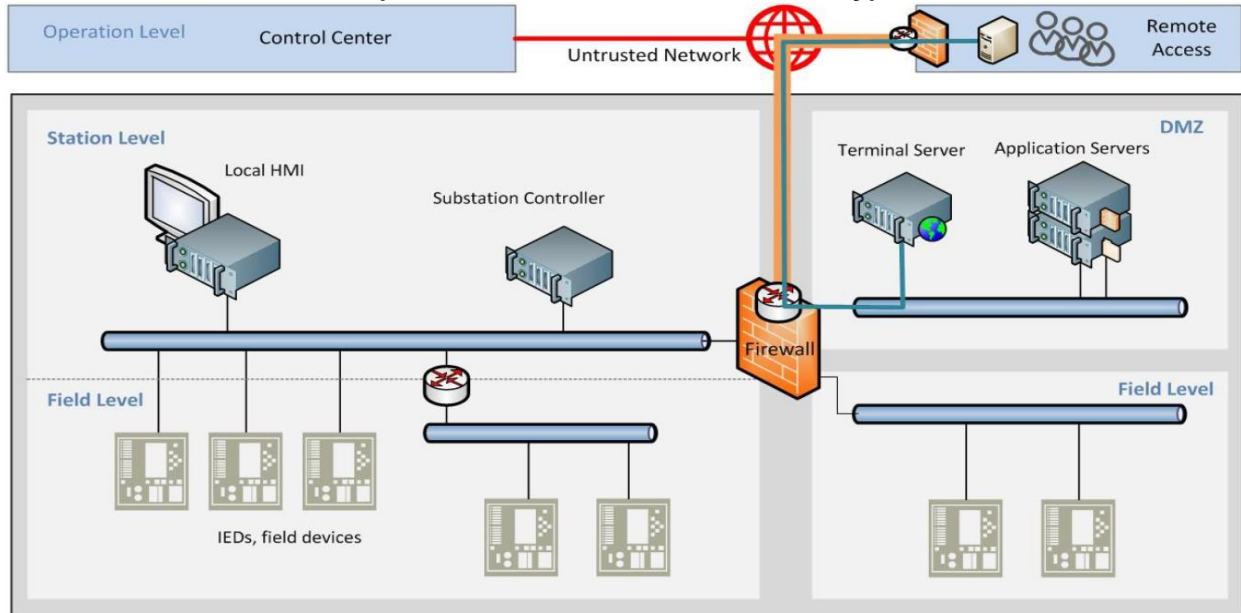 Operation Level
Control Center
Untrusted Network
Remote
Access
Station Level
Local HMI
Substation Controller
DMZ
Terminal Server
Application Servers
Firewall
Field Level
Field Level
IEDs, field devices